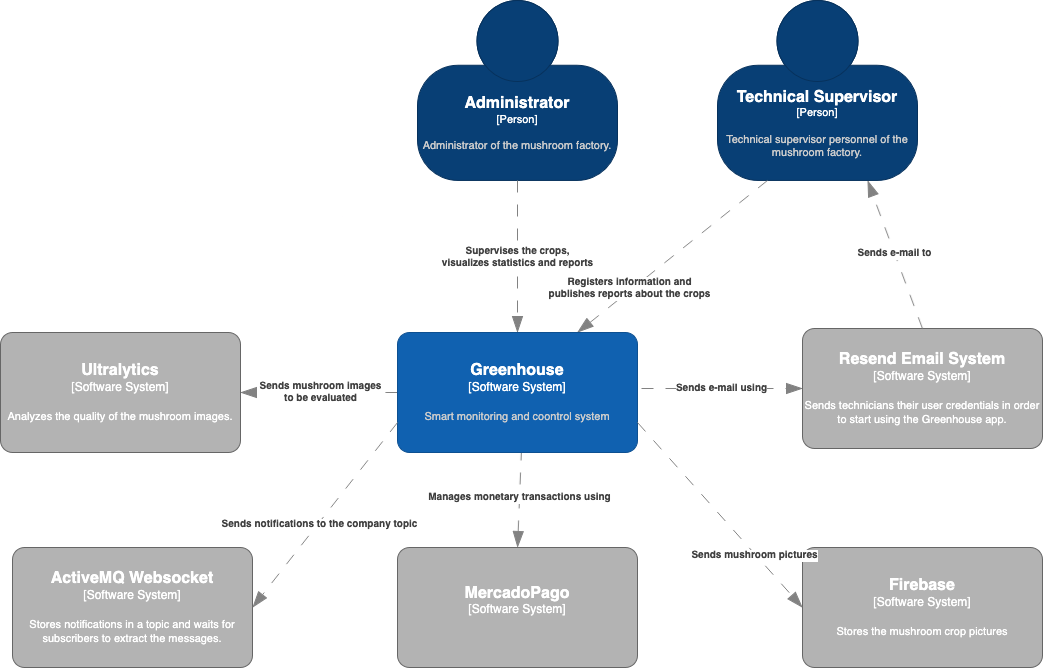 Administrator
[Person]
Administrator of the mushroom factory.
Technical Supervisor
[Person]
Technical supervisor personnel of the
mushroom factory.
Supervises the crops,
visualizes statistics and reports
Registers information and
publishes reports about the crops
Sends e-mail to
Ultralytics
[Software System]
Analyzes the quality of the mushroom images.
Sends mushroom images
to be evaluated
Greenhouse
[Software System]
Smart monitoring and coontrol system
Sends e-mail using
Resend Email System
[Software System]
Sends technicians their user credentials in order
to start using the Greenhouse app.
Sends notifications to the company topic
Manages monetary transactions using
Sends mushroom pictures
ActiveMQ Websocket
[Software System]
Stores notifications in a topic and waits for
subscribers to extract the messages.
MercadoPago
[Software System]
Firebase
[Software System]
Stores the mushroom crop pictures